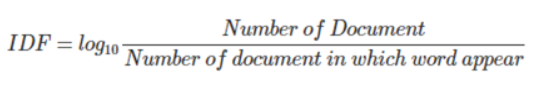 IDF = log10 Number of Document
Number of document in which word appear